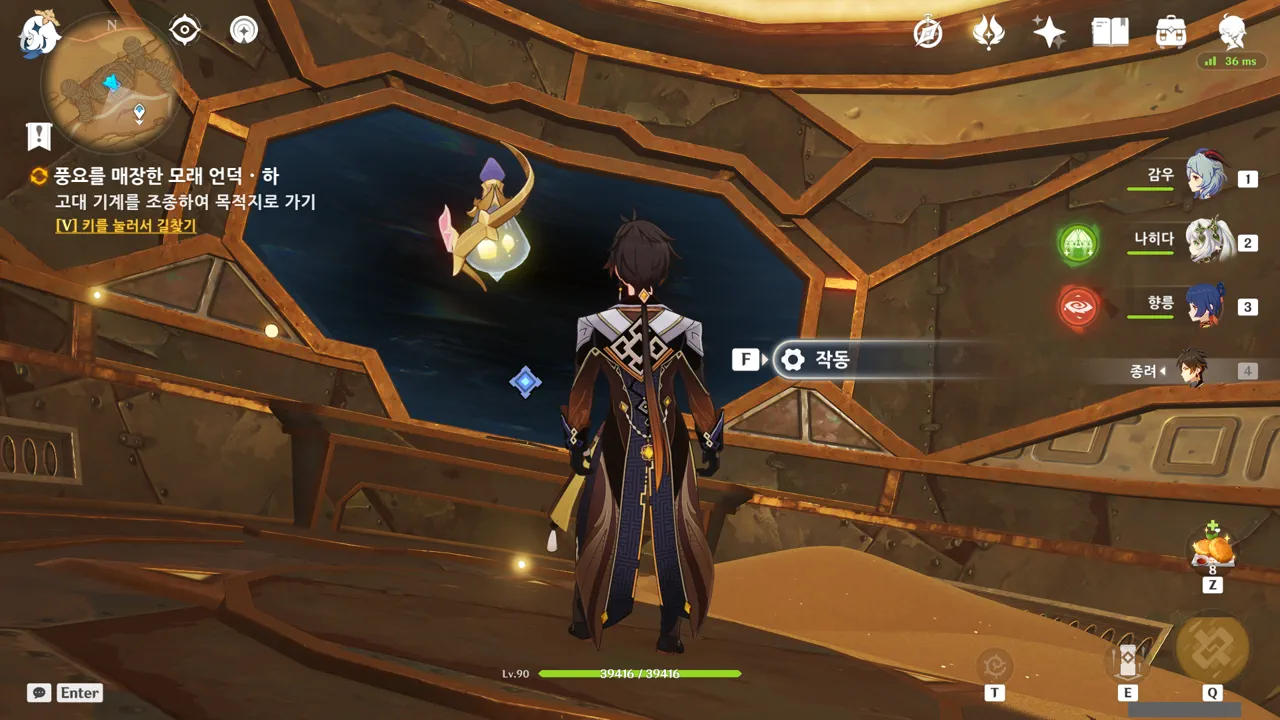 N
36 ms
풍요를 매장한 모래 언덕・하
고대 기계를 조종하여 목적지로 가기
[V] 키를 눌러서 길찾기
감우
1
나히다
2
향릉
3
종려
4
F
작동
8
Z
Lv.90
39416 / 39416
T
E
Q
Enter